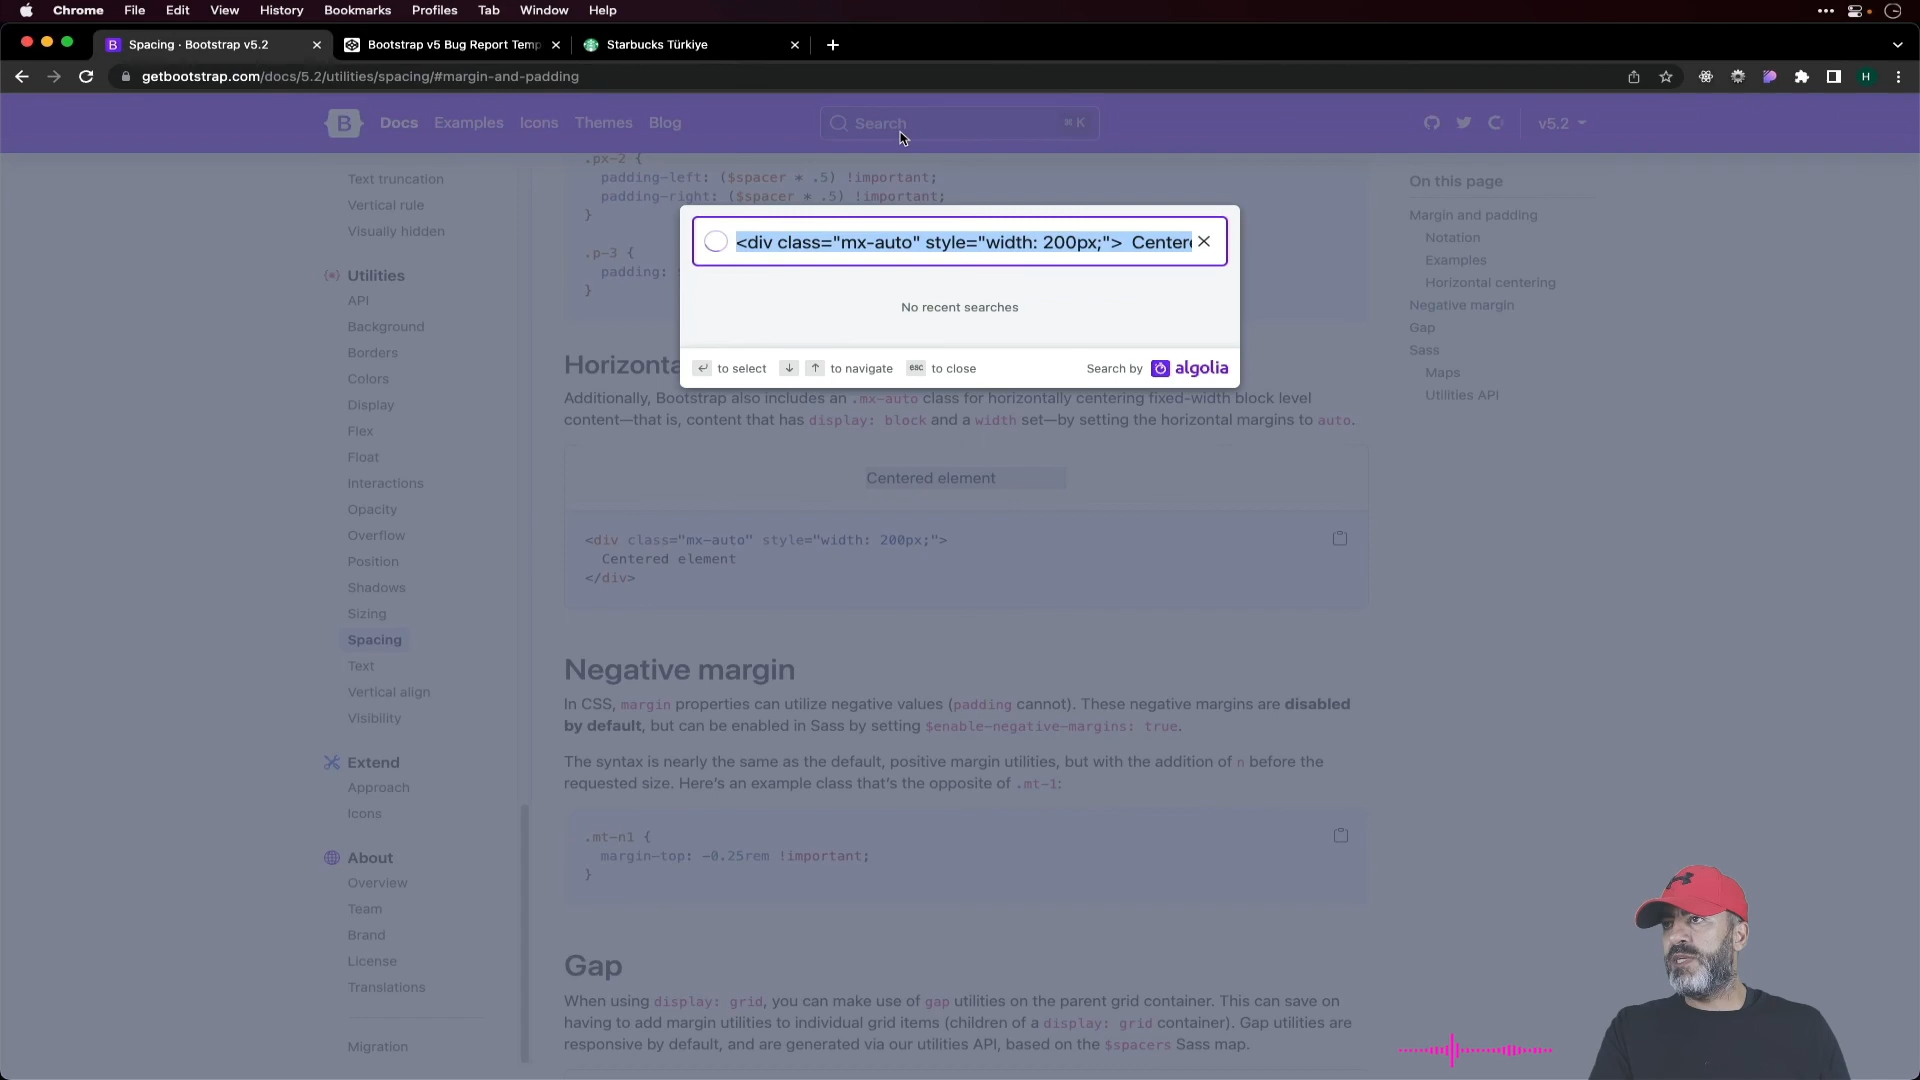 Chrome File Edit View History Bookmarks Profiles Tab Window Help
Spacing · Bootstrap v5.2
Bootstrap v5 Bug Report Temp
Starbucks Türkiye
getbootstrap.com/docs/5.2/utilities/spacing/#margin-and-padding
H
B
Docs Examples Icons Themes Blog
Search
⌘ K
v5.2
<div class="mx-auto" style="width: 200px;">  Center
No recent searches
to select
to navigate
esc to close
Search by algolia
Text truncation
Vertical rule
Visually hidden
Utilities
API
Background
Borders
Colors
Display
Flex
Float
Interactions
Opacity
Overflow
Position
Shadows
Sizing
Spacing
Text
Vertical align
Visibility
Extend
Approach
Icons
About
Overview
Team
Brand
License
Translations
Migration
.px-2 {
padding-left: ($spacer * .5) !important;
padding-right: ($spacer * .5) !important;
}
.p-3 {
padding:
}
Horizonta
Additionally, Bootstrap also includes an .mx-auto class for horizontally centering fixed-width block level
content—that is, content that has display: block and a width set—by setting the horizontal margins to auto.
Centered element
<div class="mx-auto" style="width: 200px;">
Centered element
</div>
Negative margin
In CSS, margin properties can utilize negative values (padding cannot). These negative margins are disabled
by default, but can be enabled in Sass by setting $enable-negative-margins: true.
The syntax is nearly the same as the default, positive margin utilities, but with the addition of n before the
requested size. Here's an example class that's the opposite of .mt-1:
.mt-n1 {
margin-top: -0.25rem !important;
}
Gap
When using display: grid, you can make use of gap utilities on the parent grid container. This can save on
having to add margin utilities to individual grid items (children of a display: grid container). Gap utilities are
responsive by default, and are generated via our utilities API, based on the $spacers Sass map.
On this page
Margin and padding
Notation
Examples
Horizontal centering
Negative margin
Gap
Sass
Maps
Utilities API